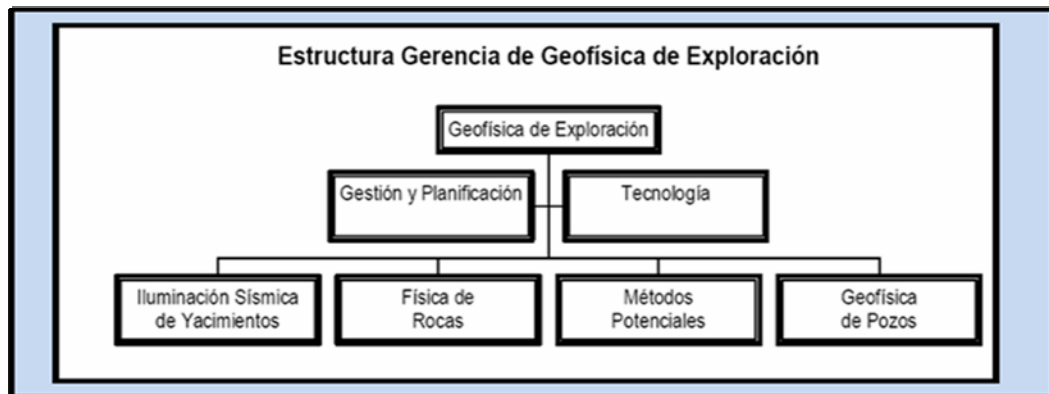 Estructura Gerencia de Geofísica de Exploración
Geofísica de Exploración
Gestión y Planificación
Tecnología
Iluminación Sísmica
de Yacimientos
Física de
Rocas
Métodos
Potenciales
Geofísica
de Pozos